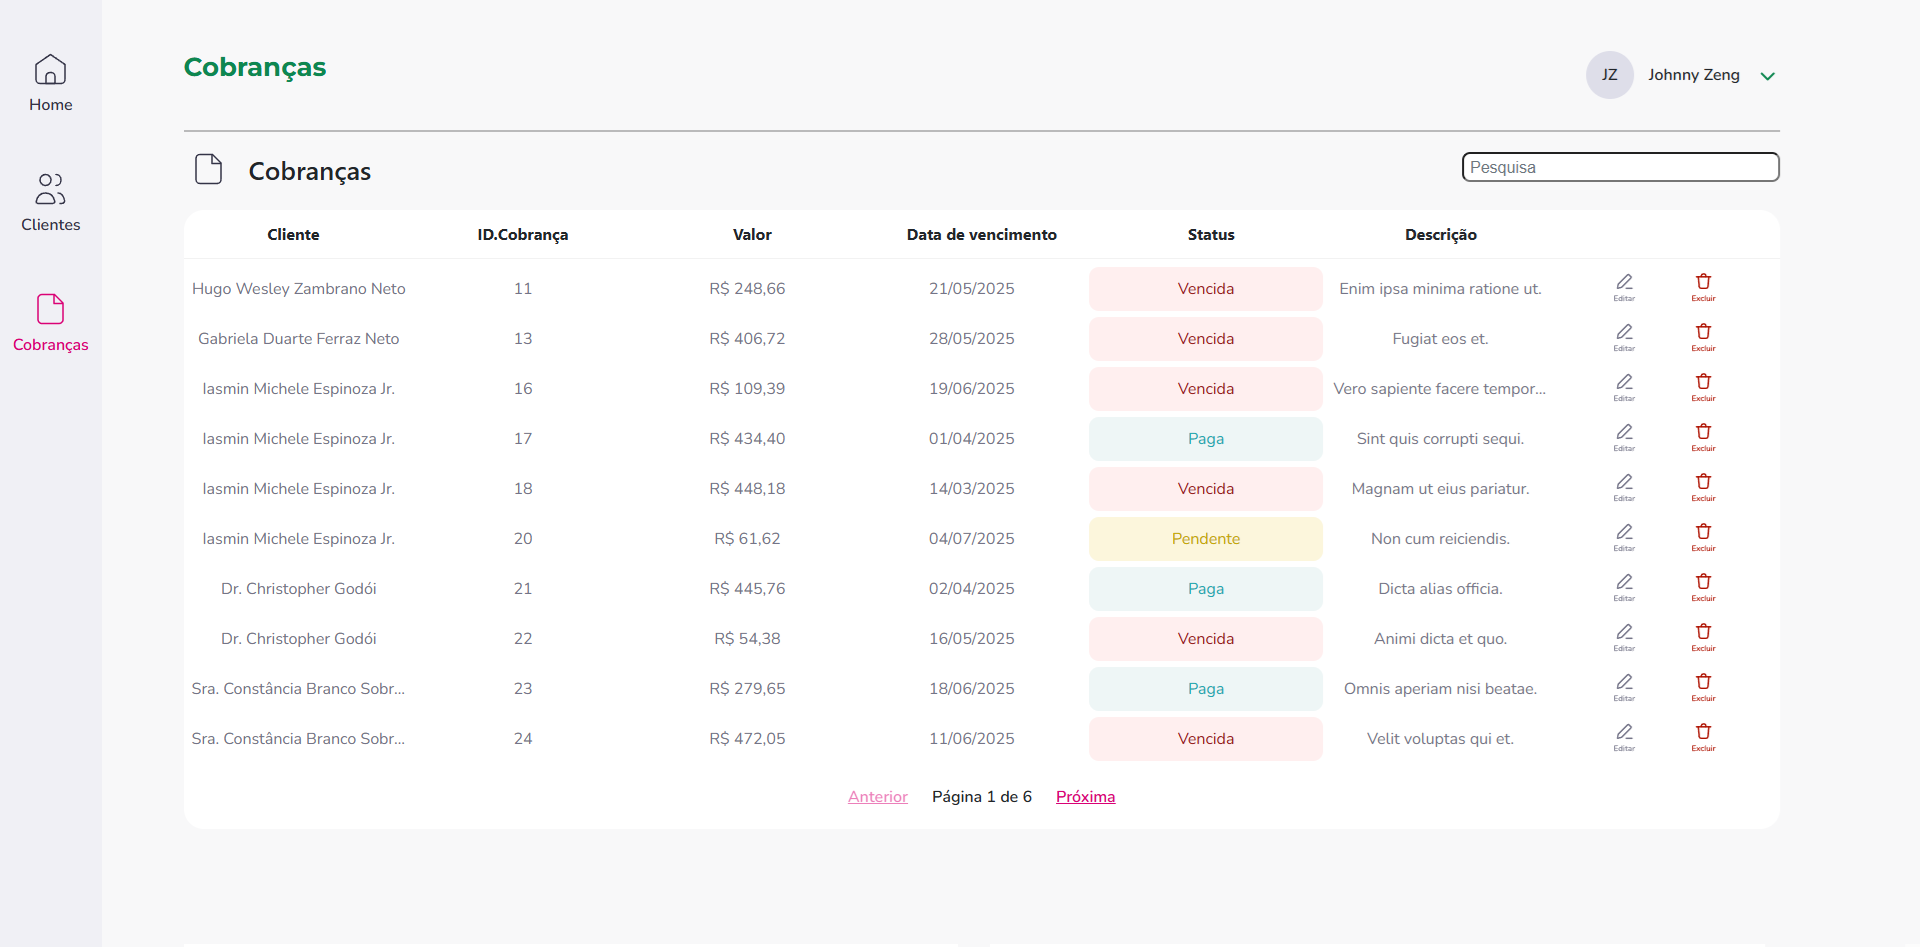 Home
Clientes
Cobranças
Cobranças
JZ Johnny Zeng
Cobranças
Pesquisa
Cliente ID.Cobrança Valor Data de vencimento Status Descrição
Hugo Wesley Zambrano Neto 11 R$ 248,66 21/05/2025 Vencida Enim ipsa minima ratione ut. Editar Excluir
Gabriela Duarte Ferraz Neto 13 R$ 406,72 28/05/2025 Vencida Fugiat eos et. Editar Excluir
Iasmin Michele Espinoza Jr. 16 R$ 109,39 19/06/2025 Vencida Vero sapiente facere tempor... Editar Excluir
Iasmin Michele Espinoza Jr. 17 R$ 434,40 01/04/2025 Paga Sint quis corrupti sequi. Editar Excluir
Iasmin Michele Espinoza Jr. 18 R$ 448,18 14/03/2025 Vencida Magnam ut eius pariatur. Editar Excluir
Iasmin Michele Espinoza Jr. 20 R$ 61,62 04/07/2025 Pendente Non cum reiciendis. Editar Excluir
Dr. Christopher Godói 21 R$ 445,76 02/04/2025 Paga Dicta alias officia. Editar Excluir
Dr. Christopher Godói 22 R$ 54,38 16/05/2025 Vencida Animi dicta et quo. Editar Excluir
Sra. Constância Branco Sobr... 23 R$ 279,65 18/06/2025 Paga Omnis aperiam nisi beatae. Editar Excluir
Sra. Constância Branco Sobr... 24 R$ 472,05 11/06/2025 Vencida Velit voluptas qui et. Editar Excluir
Anterior Página 1 de 6 Próxima